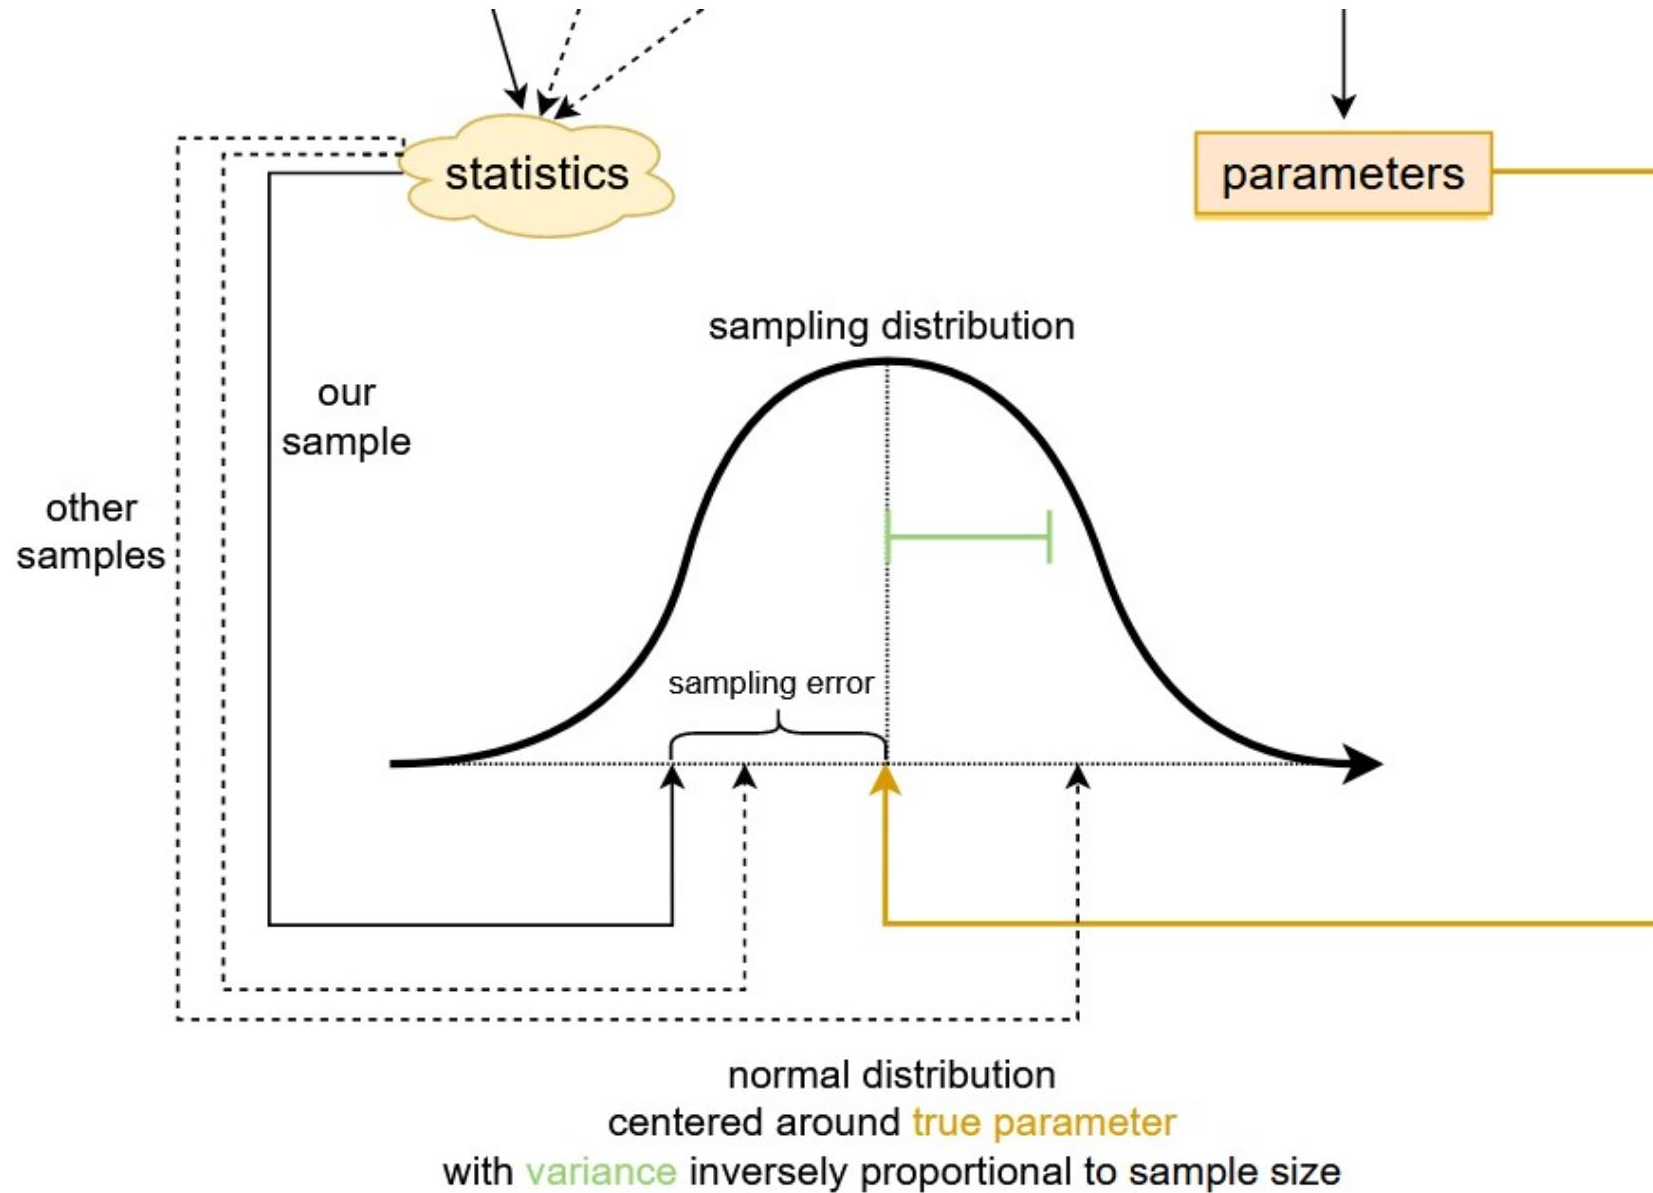 statistics
parameters
sampling distribution
our
sample
other
samples
sampling error
normal distribution
centered around true parameter
with variance inversely proportional to sample size